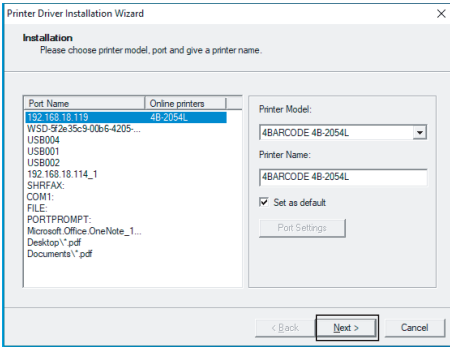 Printer Driver Installation Wizard
Installation
Please choose printer model, port and give a printer name.
Port Name Online printers
192.168.18.119 4B-2054L
WSD-5f2e35c9-00b6-4205-...
USB004
USB001
USB002
192.168.18.114_1
SHRFAX:
COM1:
FILE:
PORTPROMPT:
Microsoft.Office.OneNote_1...
Desktop\*.pdf
Documents\*.pdf
Printer Model:
4BARCODE 4B-2054L
Printer Name:
4BARCODE 4B-2054L
Set as default
Port Settings
< Back Next > Cancel